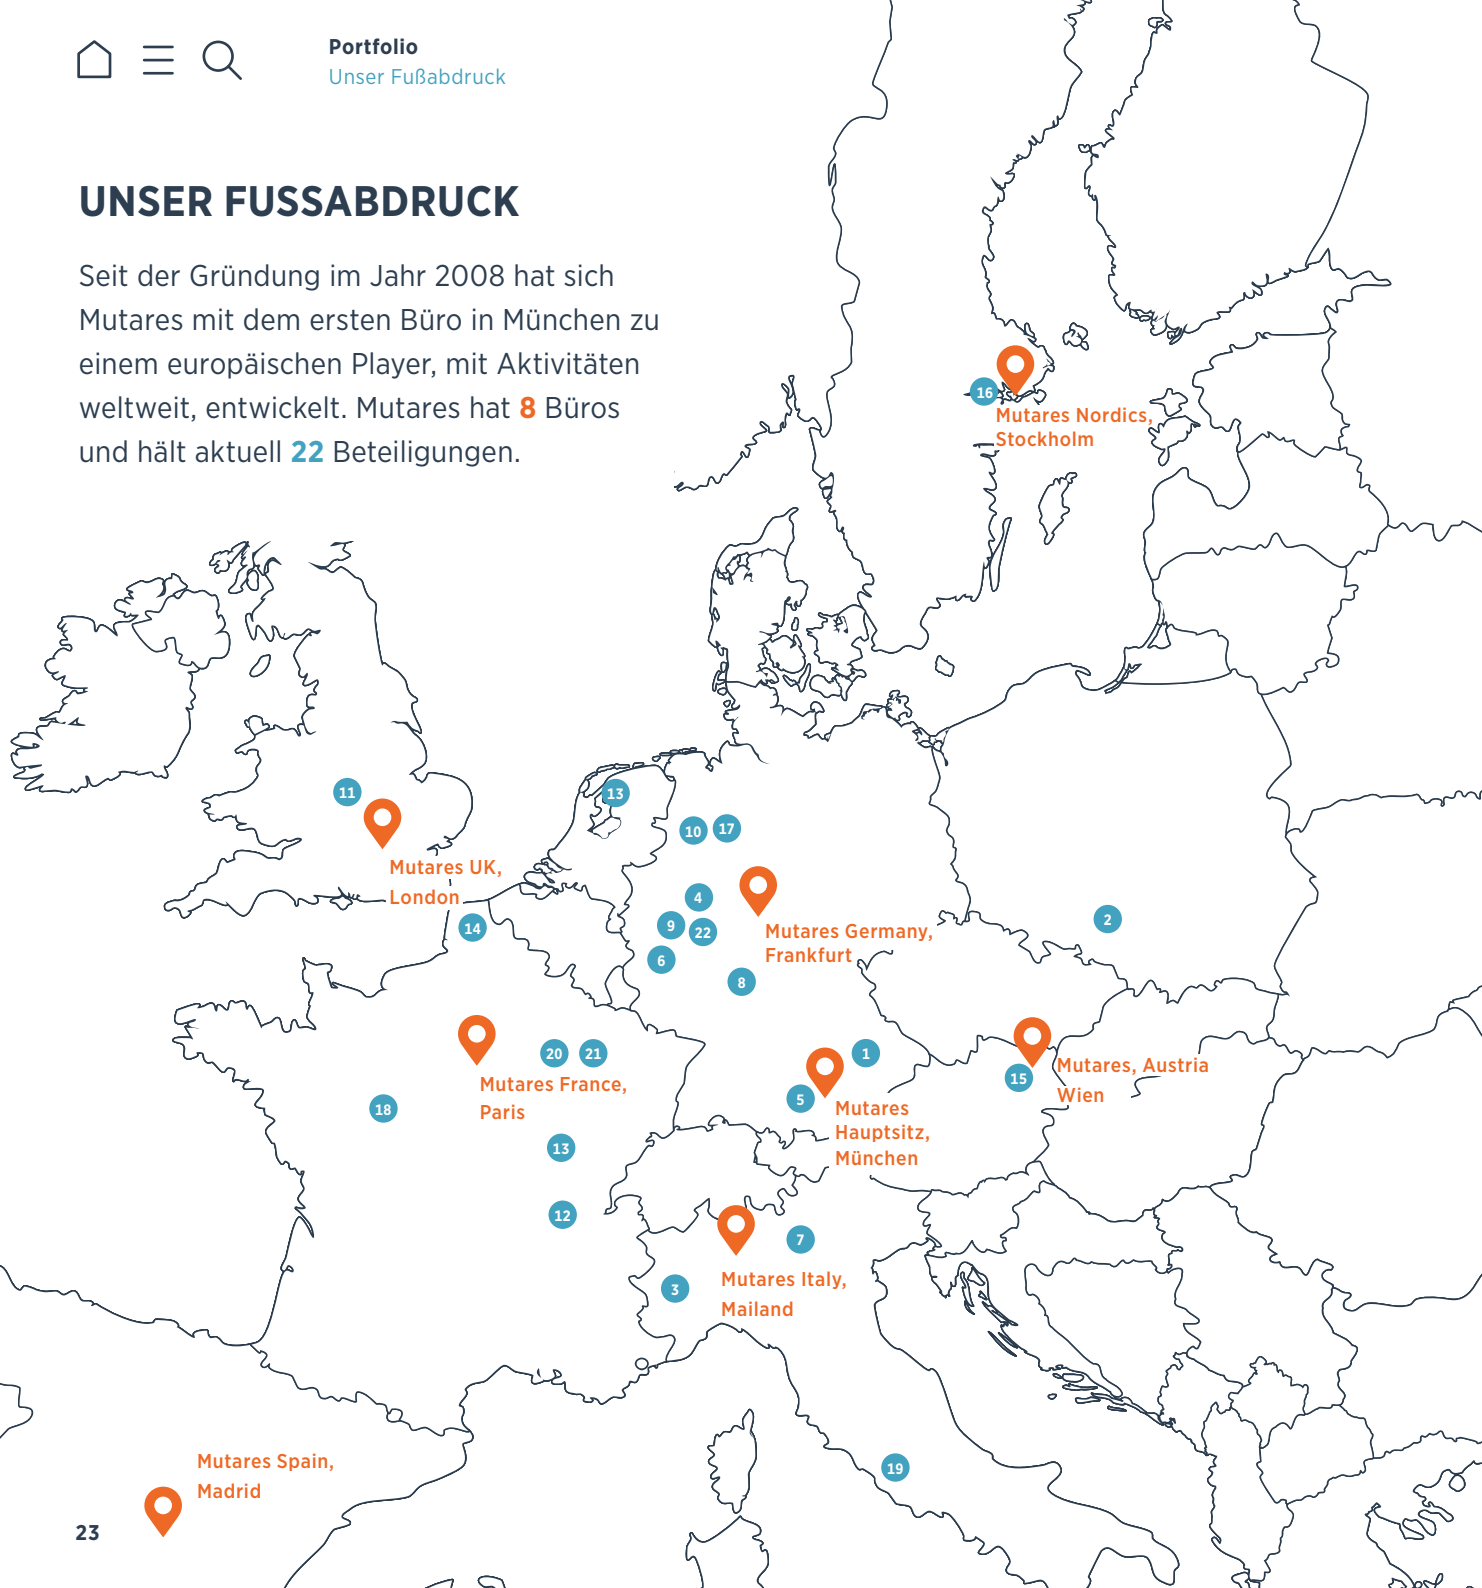 Portfolio
Unser Fußabdruck
UNSER FUSSABDRUCK
Seit der Gründung im Jahr 2008 hat sich
Mutares mit dem ersten Büro in München zu
einem europäischen Player, mit Aktivitäten
weltweit, entwickelt. Mutares hat 8 Büros
und hält aktuell 22 Beteiligungen.
16
Mutares Nordics,
Stockholm
11
13
10
17
Mutares UK,
London
4
14
9
22
2
Mutares Germany,
Frankfurt
6
8
20
21
1
Mutares France,
Paris
15
Mutares, Austria
Wien
18
5
Mutares
Hauptsitz,
München
13
12
7
3
Mutares Italy,
Mailand
19
Mutares Spain,
Madrid
23